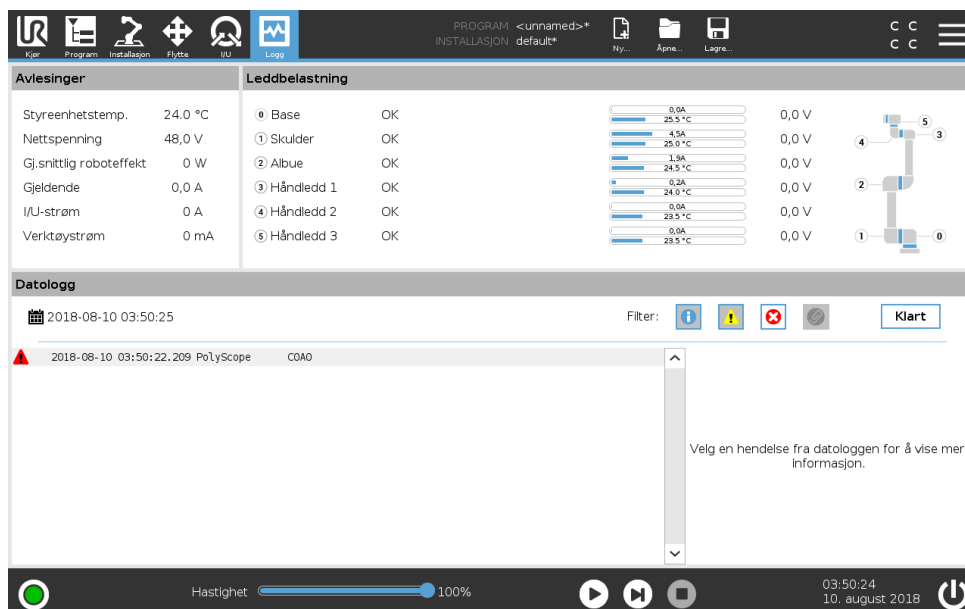 UR
PROGRAM <unnamed>*
INSTALLASJON default*
C C
C C
Kjør Program Installasjon Flytte I/U Logg Ny... Åpne... Lagre...
Avlesinger
Styreenhetstemp. 24.0 °C
Nettspenning 48,0 V
Gj.snittlig roboteffekt 0 W
Gjeldende 0,0 A
I/U-strøm 0 A
Verktøystrøm 0 mA
Leddbelastning
0 Base OK 0,0A 25.5 °C 0,0 V
1 Skulder OK 4,5A 25.0 °C 0,0 V
2 Albue OK 1,9A 24.5 °C 0,0 V
3 Håndledd 1 OK 0,2A 24.0 °C 0,0 V
4 Håndledd 2 OK 0,0A 23.5 °C 0,0 V
5 Håndledd 3 OK 0,0A 23.5 °C 0,0 V
5
4 3
2
1 0
Datologg
2018-08-10 03:50:25 Filter: Klart
2018-08-10 03:50:22.209 PolyScope C0A0
Velg en hendelse fra datologgen for å vise mer
informasjon.
Hastighet 100%
03:50:24
10. august 2018